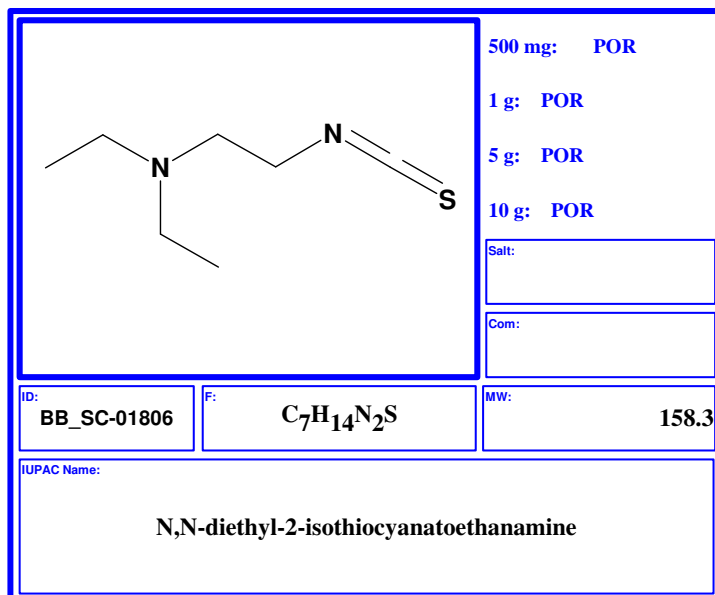 500 mg: POR
1 g: POR
5 g: POR
10 g: POR
N
N
S
Salt:
Com:
ID:
BB_SC-01806
F:
C7H14N2S
MW:
158.3
IUPAC Name:
N,N-diethyl-2-isothiocyanatoethanamine